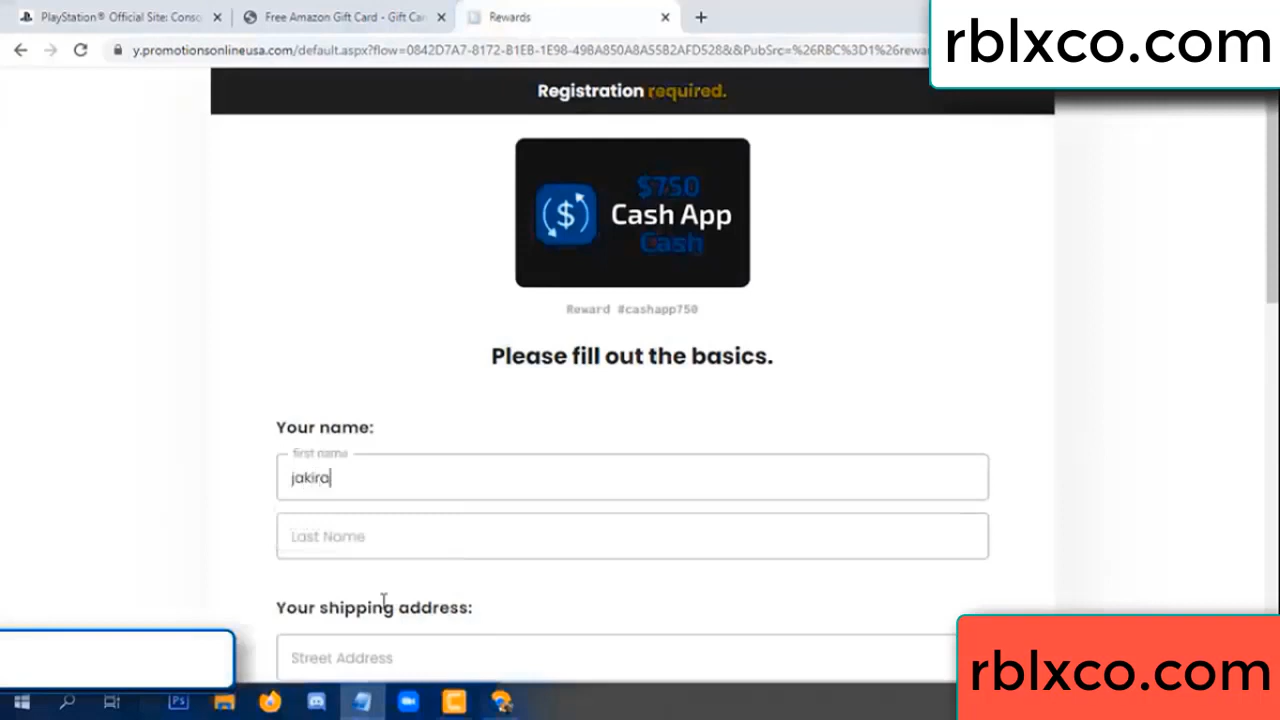 PlayStation® Official Site: Conso
Free Amazon Gift Card - Gift Car
Rewards
rblxco.com
y.promotionsonlineusa.com/default.aspx?flow=0842D7A7-8172-B1EB-1E98-49BA850A8A55B2AFD528&&PubSrc=%26RBC%3D1%26rewar
Registration required.
$750
Cash App
Cash
Reward #cashapp750
Please fill out the basics.
Your name:
first name
jakira
Last Name
Your shipping address:
Street Address
rblxco.com
Ps